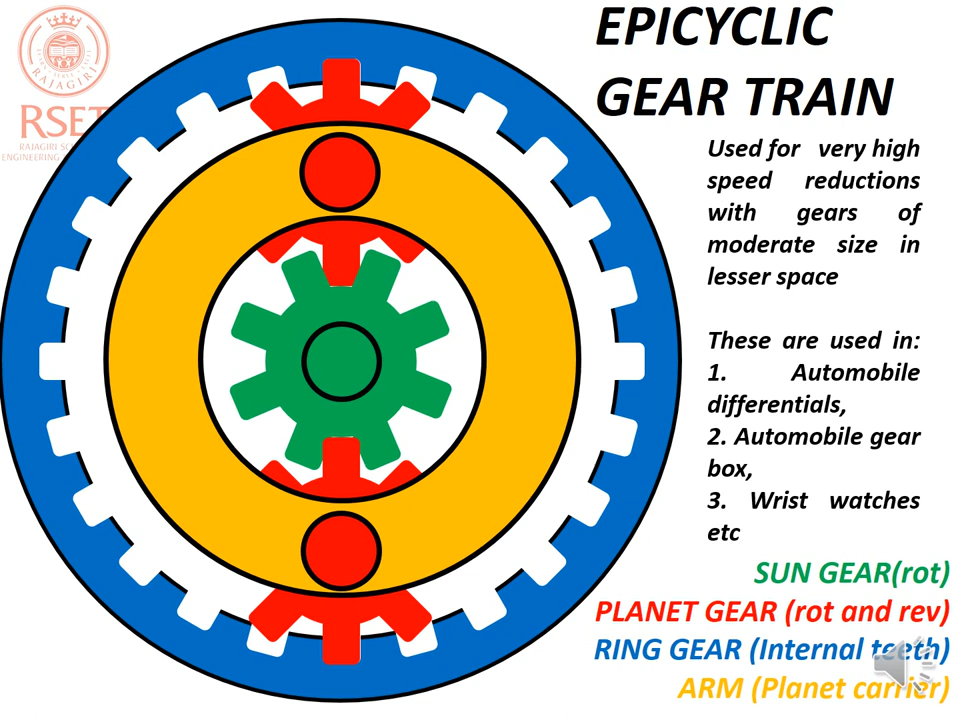 RAJAGIRI
RSET
RAJAGIRI
ENGINEERING
EPICYCLIC
GEAR TRAIN
Used for very high
speed reductions
with gears of
moderate size in
lesser space
These are used in:
1. Automobile
differentials,
2. Automobile gear
box,
3. Wrist watches
etc
SUN GEAR(rot)
PLANET GEAR (rot and rev)
RING GEAR (Internal teeth)
ARM (Planet carrier)